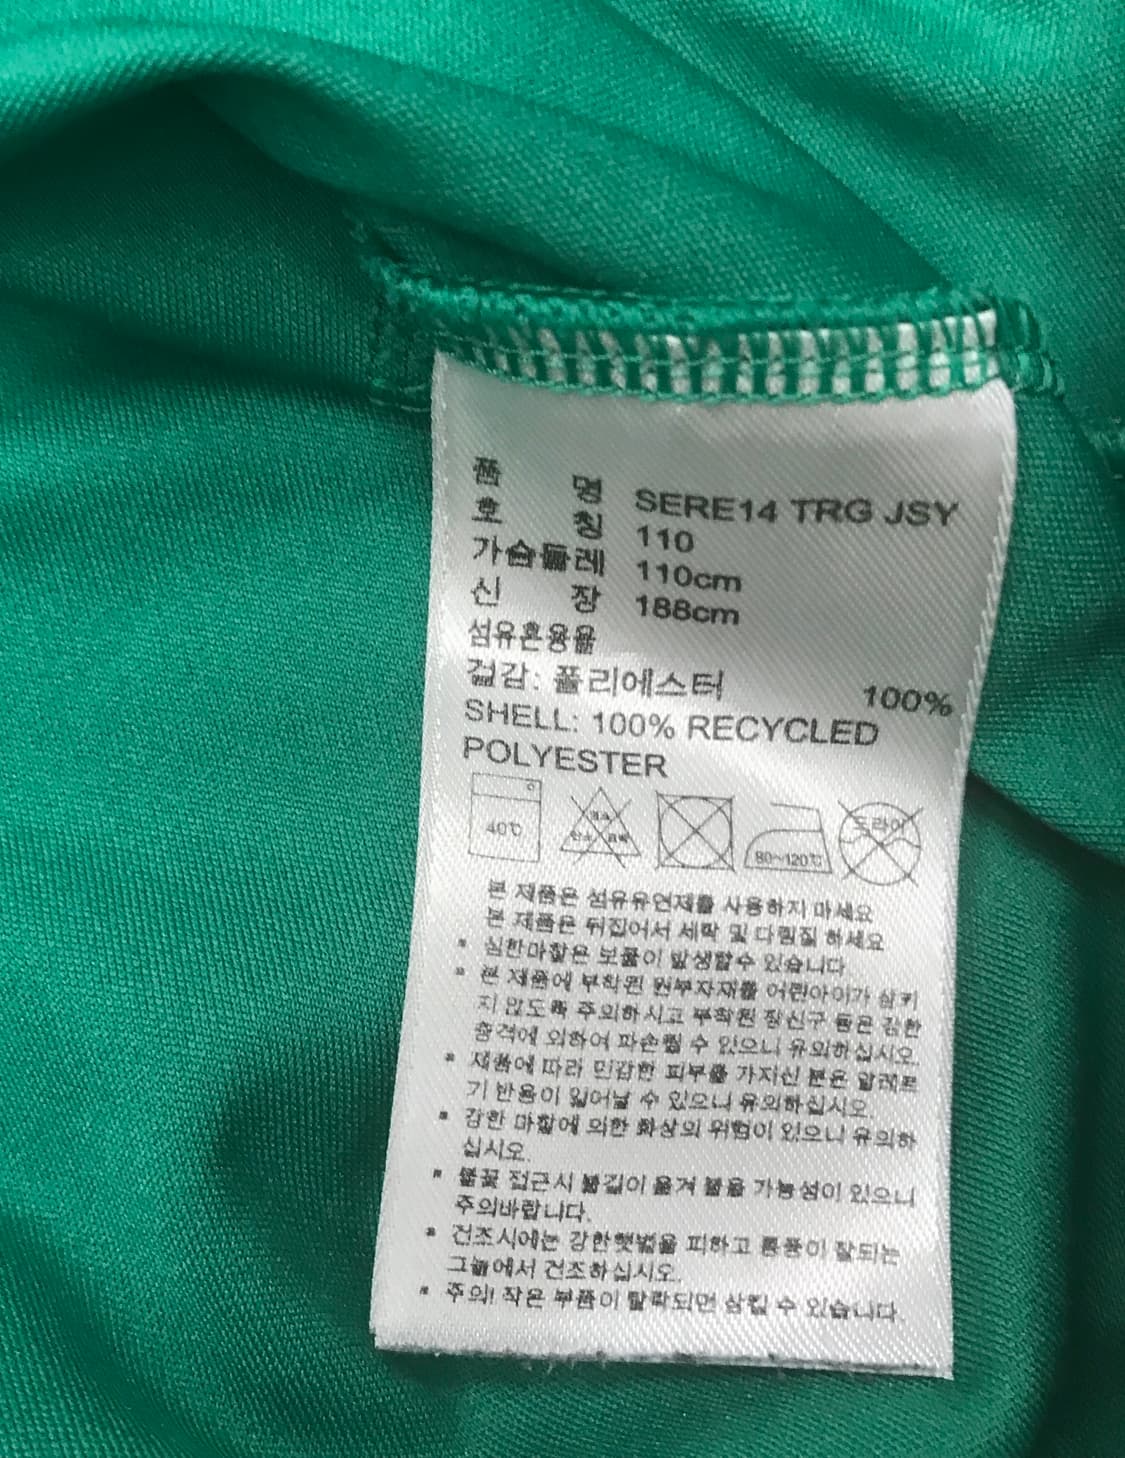 품 명 SERE14 TRG JSY
호 칭 110
가슴둘레 110cm
신 장 188cm
섬유혼용율
겉감: 폴리에스터 100%
SHELL: 100% RECYCLED
POLYESTER
40℃
염소 산소 표백
80~120℃
드라이
본 제품은 섬유유연제를 사용하지 마세요
본 제품은 뒤집어서 세탁 및 다림질 하세요
* 심한마찰은 보풀이 발생할수 있습니다
* 본 제품에 부착된 원부자재를 어린아이가 삼키
지 않도록 주의하시고 부착된 장신구 등은 강한
충격에 의하여 파손될 수 있으니 유의하십시오.
* 제품에 따라 민감한 피부를 가지신 분은 알레르
기 반응이 일어날 수 있으니 유의하십시오.
* 강한 마찰에 의한 화상의 위험이 있으니 유의하
십시오.
* 불꽃 접근시 불길이 옮겨 붙을 가능성이 있으니
주의바랍니다.
* 건조시에는 강한햇볕을 피하고 통풍이 잘되는
그늘에서 건조하십시오.
* 주의! 작은 부품이 탈락되면 삼킬 수 있습니다.